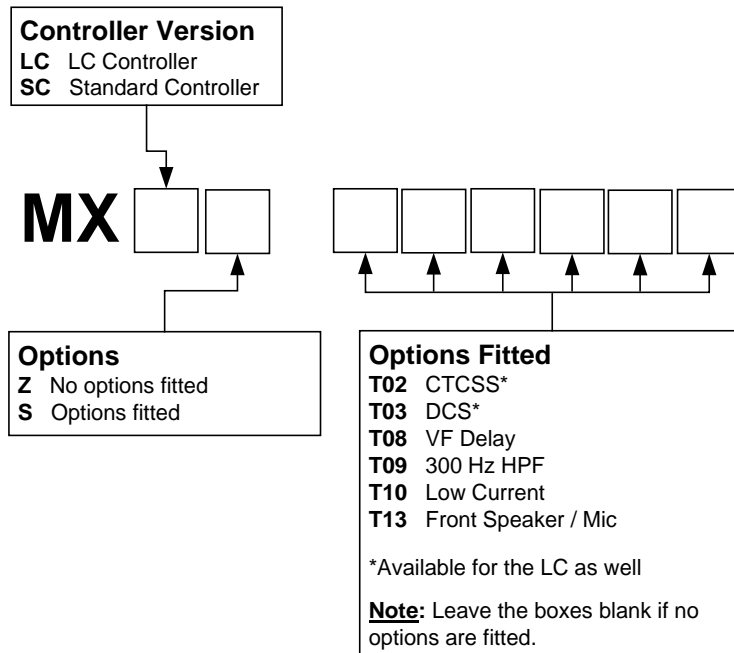 Controller Version
LC LC Controller
SC Standard Controller
MX
Options
Z No options fitted
S Options fitted
Options Fitted
T02 CTCSS*
T03 DCS*
T08 VF Delay
T09 300 Hz HPF
T10 Low Current
T13 Front Speaker / Mic
*Available for the LC as well
Note: Leave the boxes blank if no
options are fitted.